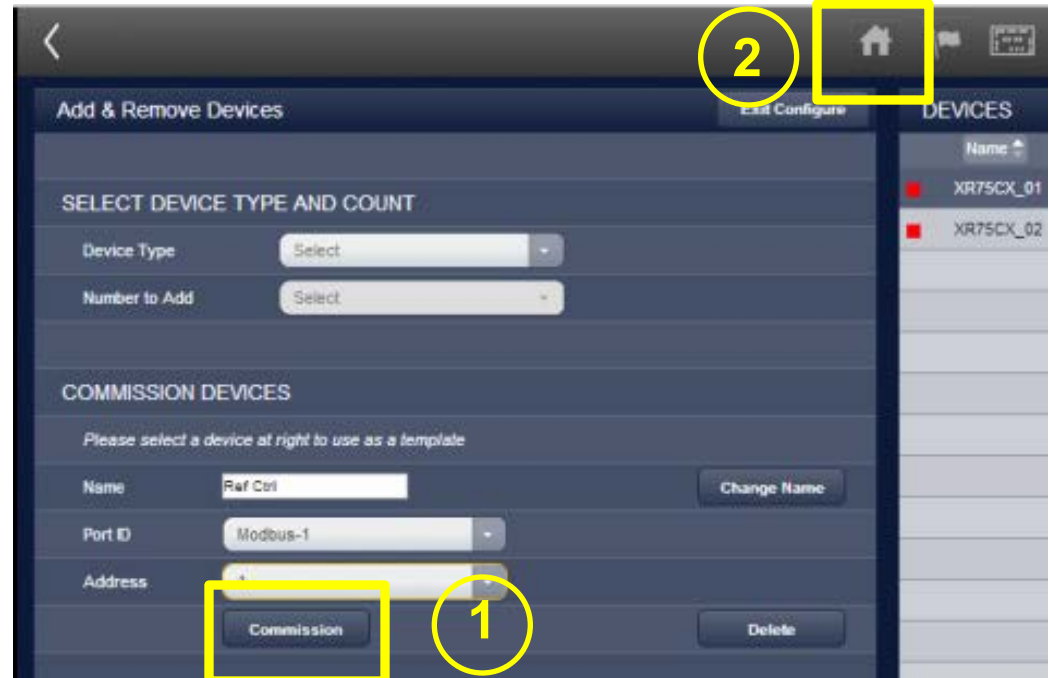 2
Add & Remove Devices
Exit Configure
DEVICES
Name
SELECT DEVICE TYPE AND COUNT
XR75CX_01
Device Type Select
XR75CX_02
Number to Add Select
COMMISSION DEVICES
Please select a device at right to use as a template
Name Ref Ctrl Change Name
Port ID Modbus-1
Address
Commission 1 Delete